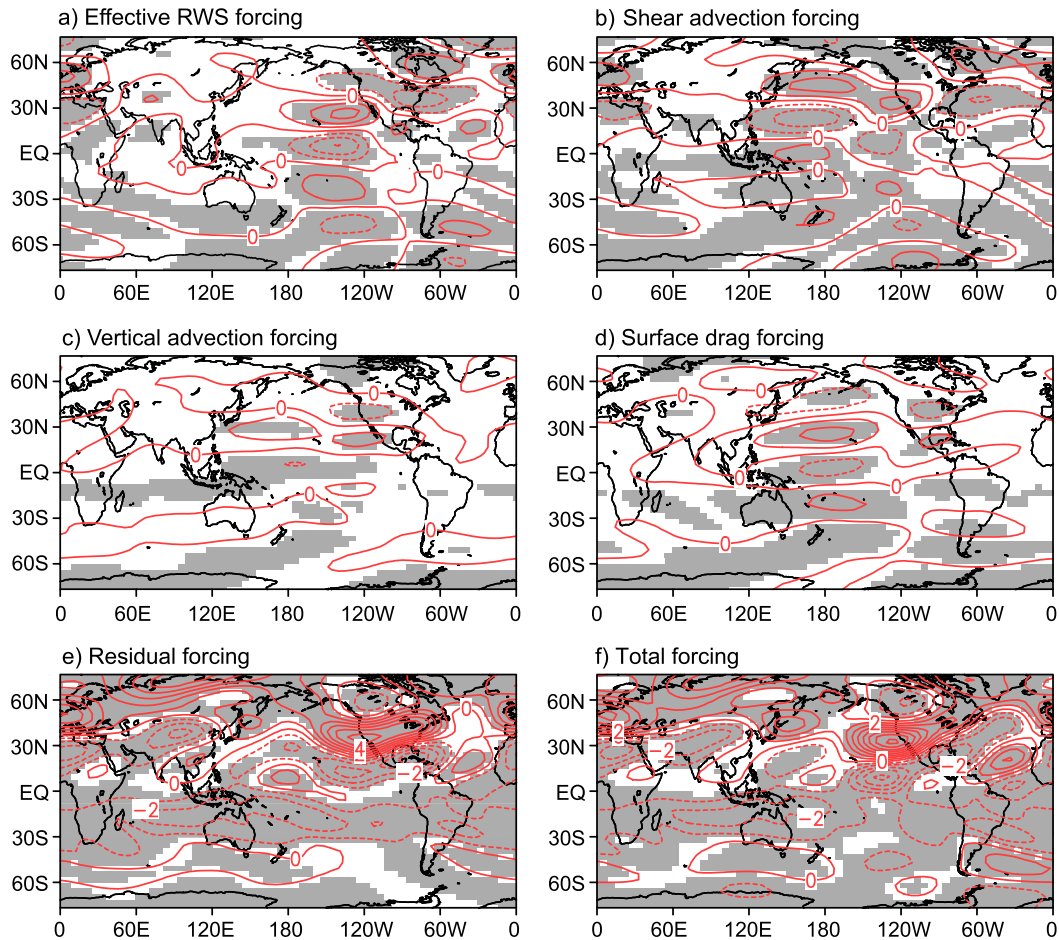 a) Effective RWS forcing
b) Shear advection forcing
60N
30N
EQ
30S
60S
0
0
0
0
0
0
60E
120E
180
120W
60W
0
60N
30N
EQ
30S
60S
0
0
0
0
0
0
0
60E
120E
180
120W
60W
0
c) Vertical advection forcing
d) Surface drag forcing
60N
30N
EQ
30S
60S
0
0
0
0
0
0
60E
120E
180
120W
60W
0
60N
30N
EQ
30S
60S
0
0
0
0
0
0
0
0
60E
120E
180
120W
60W
0
e) Residual forcing
f) Total forcing
60N
30N
EQ
30S
60S
0
4
0
−2
−2
0
0
60E
120E
180
120W
60W
0
60N
30N
EQ
30S
60S
2
2
−2
0
−2
−2
0
0
60E
120E
180
120W
60W
0